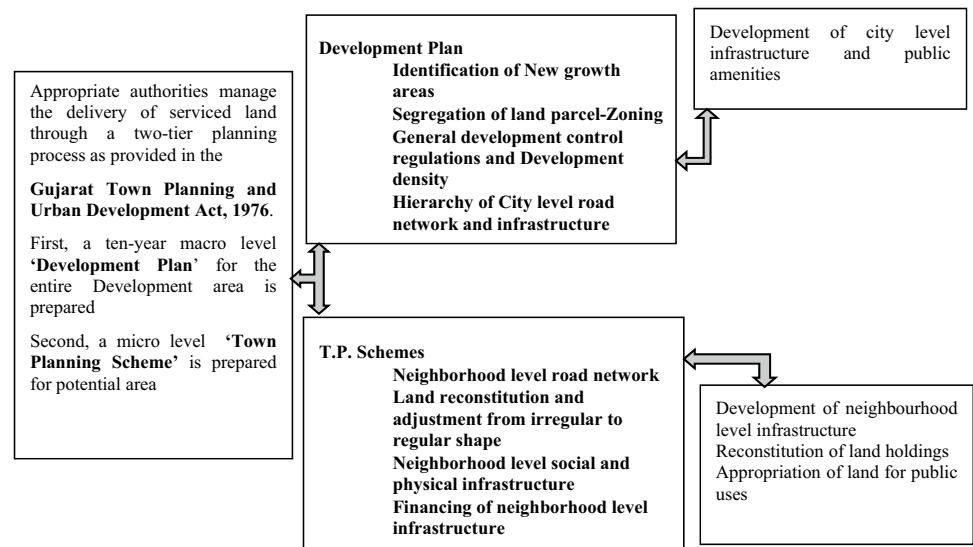 Appropriate authorities manage
the delivery of serviced land
through a two-tier planning
process as provided in the
Gujarat Town Planning and
Urban Development Act, 1976.
First, a ten-year macro level
‘Development Plan’ for the
entire Development area is
prepared
Second, a micro level ‘Town
Planning Scheme’ is prepared
for potential area
Development Plan
Identification of New growth
areas
Segregation of land parcel-Zoning
General development control
regulations and Development
density
Hierarchy of City level road
network and infrastructure
Development of city level
infrastructure and public
amenities
T.P. Schemes
Neighborhood level road network
Land reconstitution and
adjustment from irregular to
regular shape
Neighborhood level social and
physical infrastructure
Financing of neighborhood level
infrastructure
Development of neighbourhood
level infrastructure
Reconstitution of land holdings
Appropriation of land for public
uses